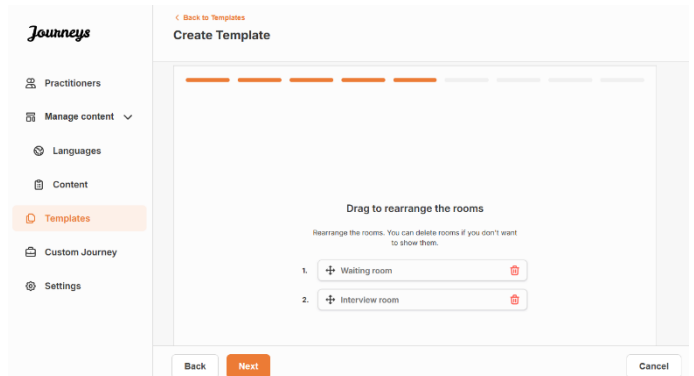 Journeys
Back to Templates
Create Template
Practitioners
Manage content
Languages
Content
Templates
Custom Journey
Settings
Drag to rearrange the rooms
Rearrange the rooms. You can delete rooms if you don't want
to show them.
1. Waiting room
2. Interview room
Back
Next
Cancel